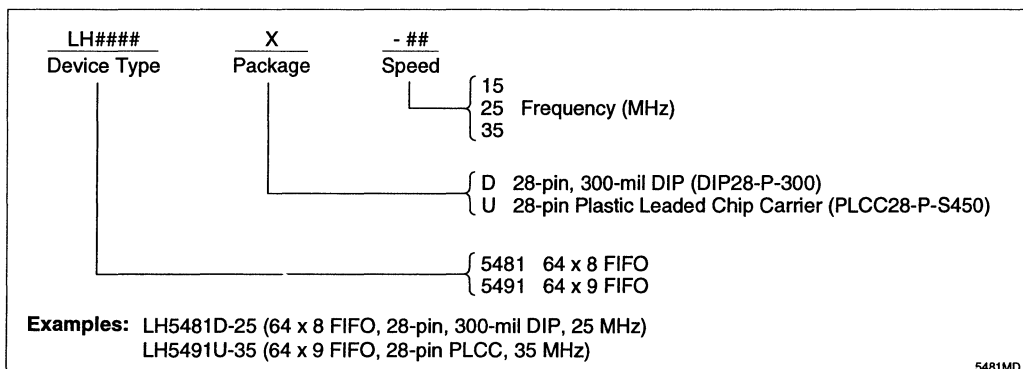 LH#### X - ##
Device Type Package Speed
15
25 Frequency (MHz)
35
D 28-pin, 300-mil DIP (DIP28-P-300)
U 28-pin Plastic Leaded Chip Carrier (PLCC28-P-S450)
5481 64 x 8 FIFO
5491 64 x 9 FIFO
Examples: LH5481D-25 (64 x 8 FIFO, 28-pin, 300-mil DIP, 25 MHz)
LH5491U-35 (64 x 9 FIFO, 28-pin PLCC, 35 MHz)
5481MD